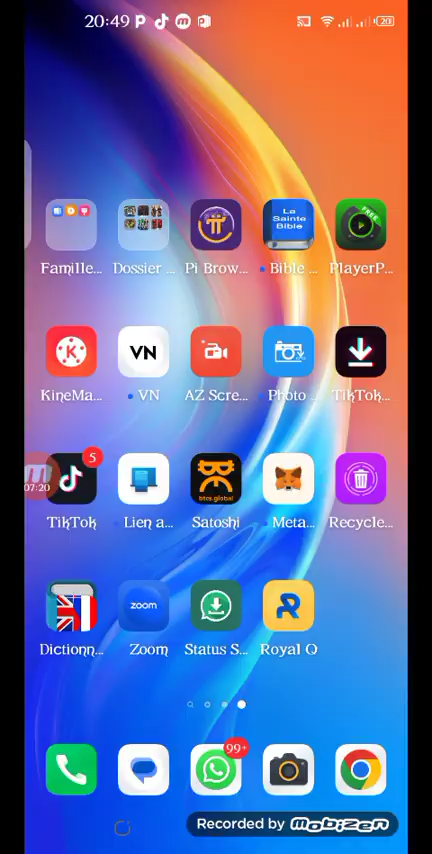 20:49
20
Famille...
Dossier ...
Pi Brow...
La Sainte Bible
Bible ...
FREE
PlayerP...
KineMa...
VN
VN
AZ Scre...
Photo ...
TikTok...
07:20
5
TikTok
Lien a...
btcs.global
Satoshi
Meta...
Recycle...
Dictionn...
zoom
Zoom
Status S...
Royal Q
99+
Recorded by mobizen